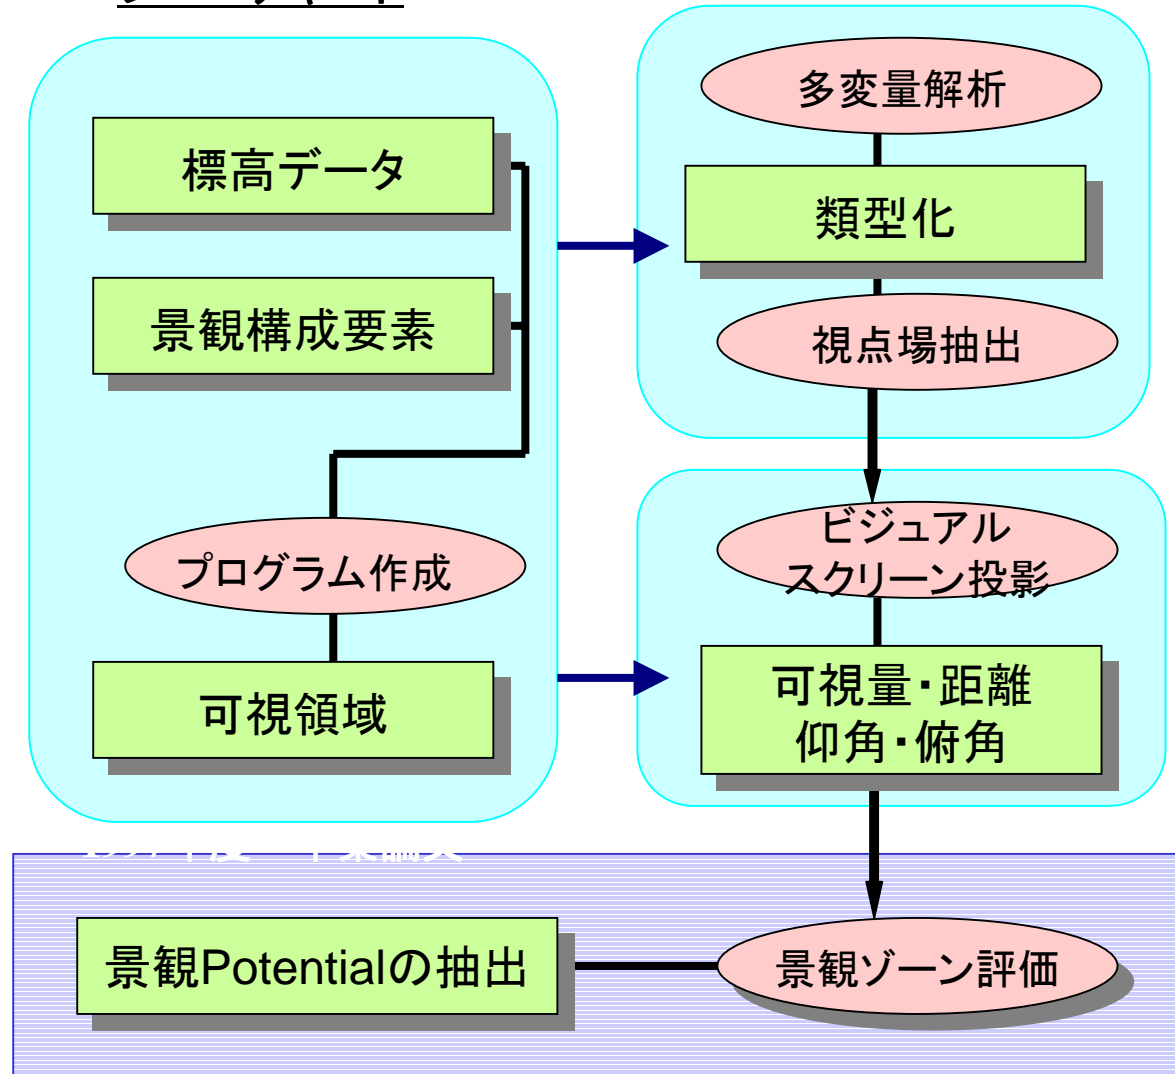 標高データ
景観構成要素
プログラム作成
可視領域
多変量解析
類型化
視点場抽出
ビジュアル
スクリーン投影
可視量・距離
仰角・俯角
景観Potentialの抽出
景観ゾーン評価